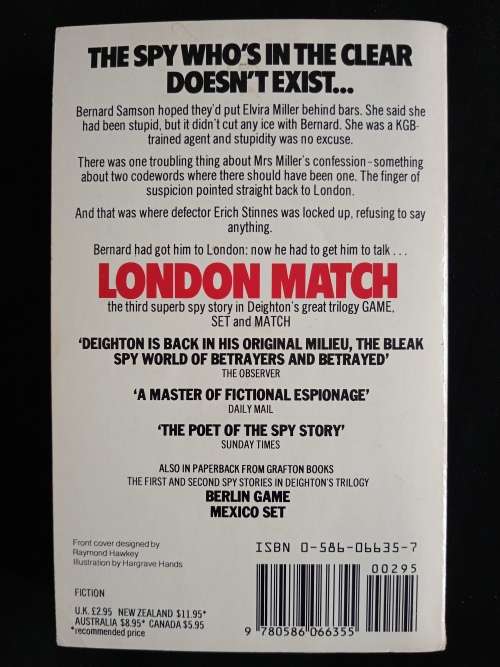 THE SPY WHO'S IN THE CLEAR
DOESN'T EXIST...
Bernard Samson hoped they'd put Elvira Miller behind bars. She said she
had been stupid, but it didn't cut any ice with Bernard. She was a KGB-
trained agent and stupidity was no excuse.
There was one troubling thing about Mrs Miller's confession – something
about two codewords where there should have been one. The finger of
suspicion pointed straight back to London.
And that was where defector Erich Stinnes was locked up, refusing to say
anything.
Bernard had got him to London: now he had to get him to talk . . .
LONDON MATCH
the third superb spy story in Deighton's great trilogy GAME,
SET and MATCH
'DEIGHTON IS BACK IN HIS ORIGINAL MILIEU, THE BLEAK
SPY WORLD OF BETRAYERS AND BETRAYED'
THE OBSERVER
'A MASTER OF FICTIONAL ESPIONAGE'
DAILY MAIL
'THE POET OF THE SPY STORY'
SUNDAY TIMES
ALSO IN PAPERBACK FROM GRAFTON BOOKS
THE FIRST AND SECOND SPY STORIES IN DEIGHTON'S TRILOGY
BERLIN GAME
MEXICO SET
Front cover designed by
Raymond Hawkey
Illustration by Hargrave Hands
FICTION
U.K. £2.95 NEW ZEALAND $11.95*
AUSTRALIA $8.95* CANADA $5.95
*recommended price
ISBN 0-586-06635-7
00295
9 780586 066355